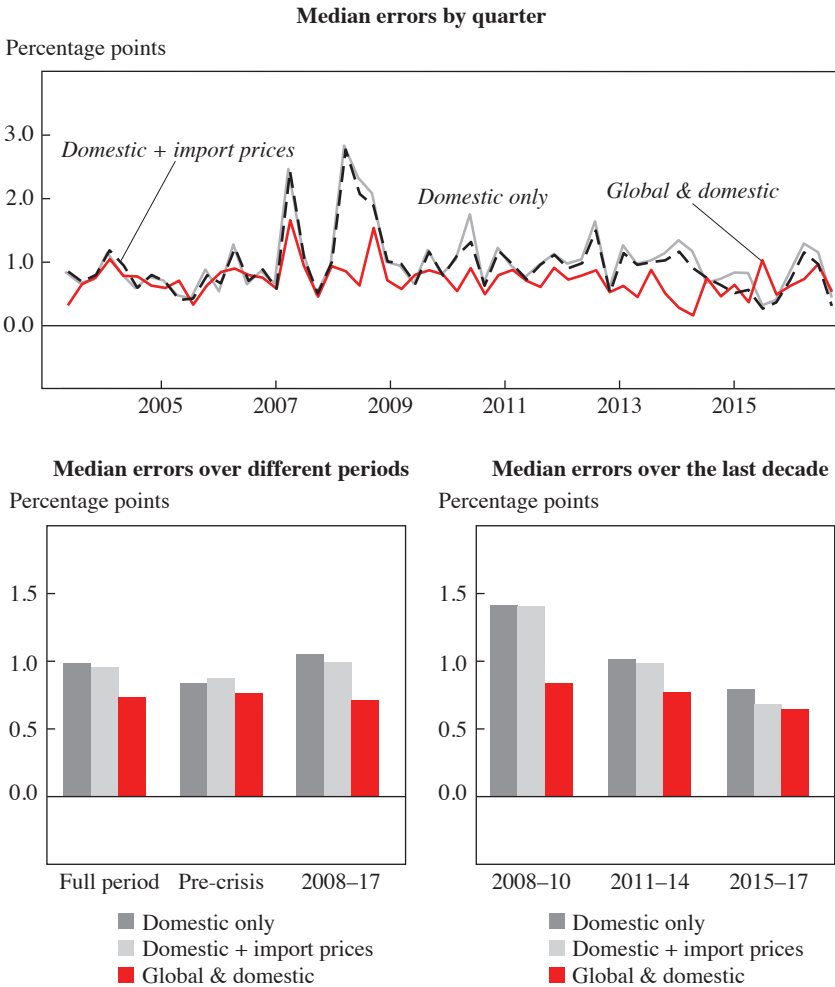 Median errors by quarter
Percentage points
3.0
Domestic + import prices
2.0
Domestic only
Global & domestic
1.0
0.0
2005 2007 2009 2011 2013 2015
Median errors over different periods
Percentage points
1.5
1.0
0.5
0.0
Full period Pre-crisis 2008–17
Domestic only
Domestic + import prices
Global & domestic
Median errors over the last decade
Percentage points
1.5
1.0
0.5
0.0
2008–10 2011–14 2015–17
Domestic only
Domestic + import prices
Global & domestic